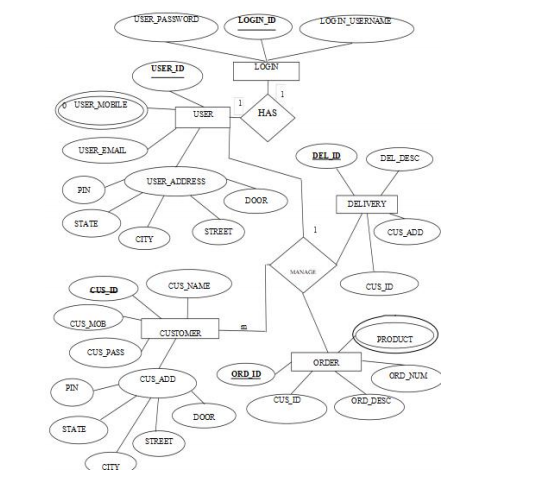 USER_PASSWORD
LOGIN_ID
LOGIN_USERNAME
LOGIN
USER_ID
1
1
0 USER_MOBILE
USER
HAS
USER_EMAIL
DEL_ID
DEL_DESC
PIN
USER_ADDRESS
DOOR
DELIVERY
STATE
CITY
STREET
1
CUS_ADD
MANAGE
CUS_ID
CUS_NAME
CUS_ID
CUS_MOB
CUSTOMER
m
CUS_PASS
PRODUCT
ORDER
PIN
CUS_ADD
ORD_ID
ORD_NUM
DOOR
CUS_ID
ORD_DESC
STATE
STREET
CITY